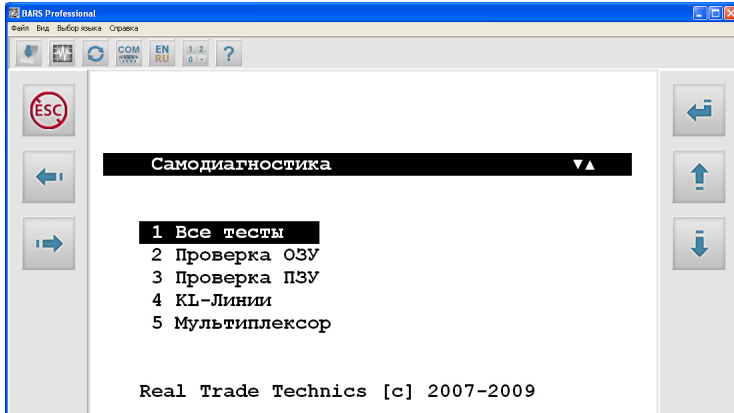 BARS Professional
Файл Вид Выбор языка Справка
COM EN RU 1 2 0 . ?
ESC
Самодиагностика ▼▲
1 Все тесты
2 Проверка ОЗУ
3 Проверка ПЗУ
4 KL-Линии
5 Мультиплексор
Real Trade Technics [c] 2007-2009